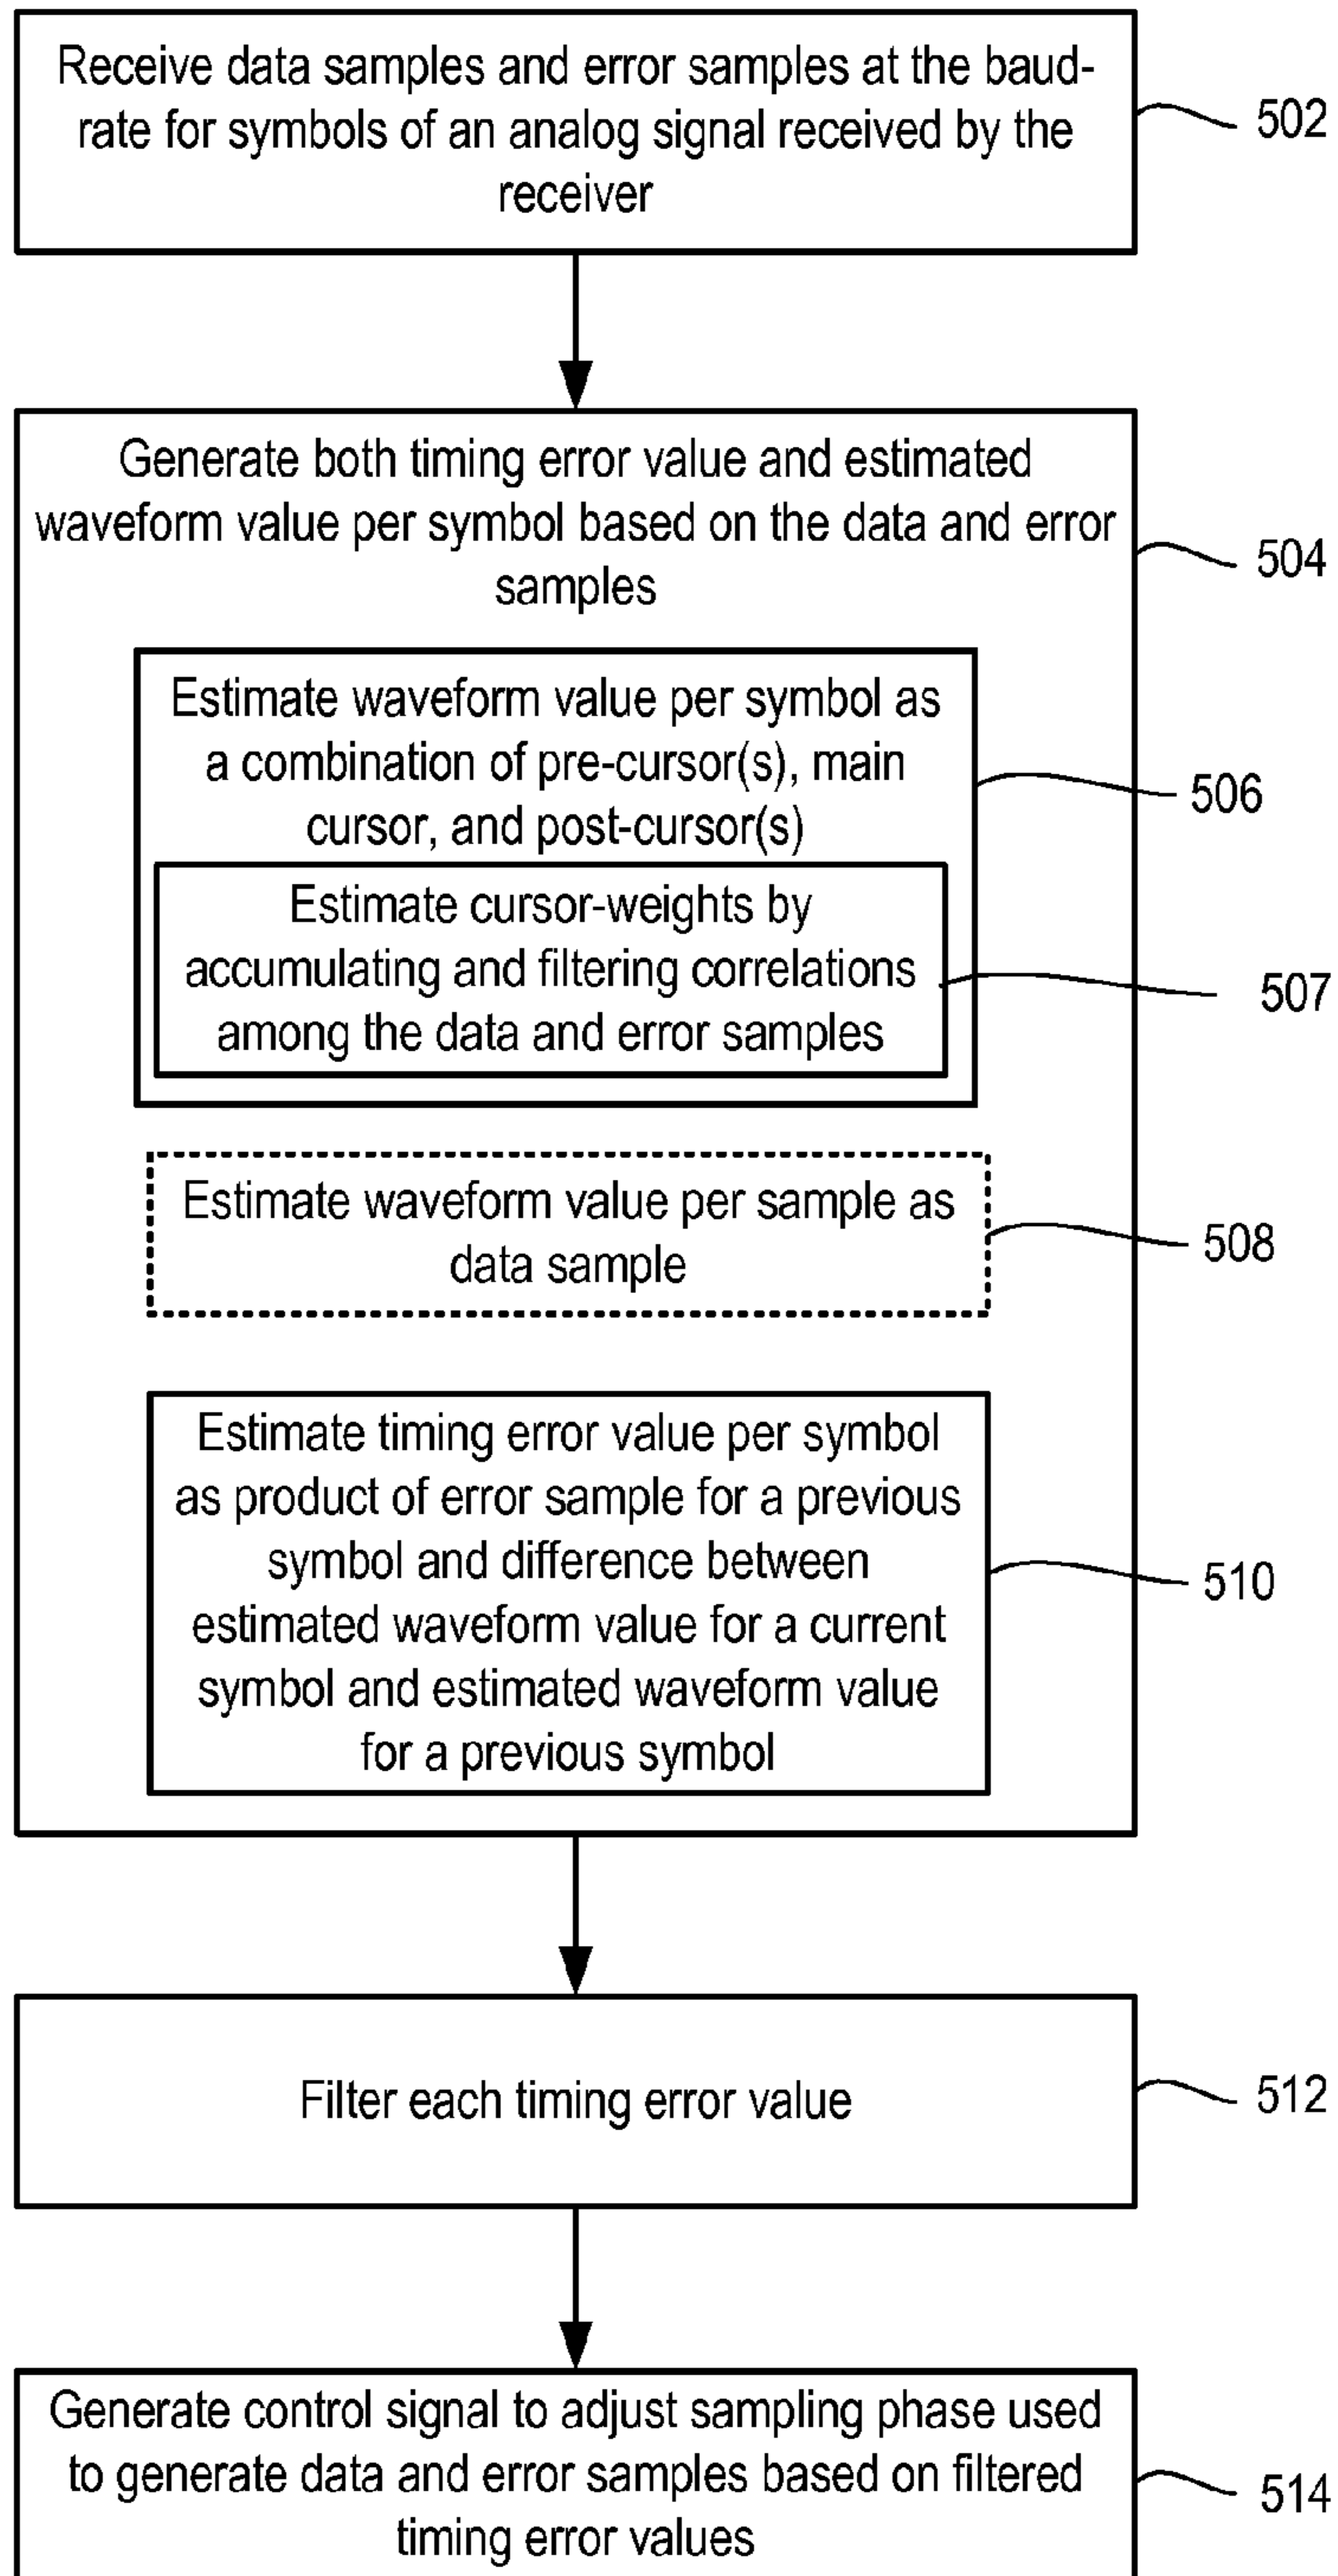 Receive data samples and error samples at the baud-
rate for symbols of an analog signal received by the
receiver
502
Generate both timing error value and estimated
waveform value per symbol based on the data and error
samples
504
Estimate waveform value per symbol as
a combination of pre-cursor(s), main
cursor, and post-cursor(s)
506
Estimate cursor-weights by
accumulating and filtering correlations
among the data and error samples
507
Estimate waveform value per sample as
data sample
508
Estimate timing error value per symbol
as product of error sample for a previous
symbol and difference between
estimated waveform value for a current
symbol and estimated waveform value
for a previous symbol
510
Filter each timing error value
512
Generate control signal to adjust sampling phase used
to generate data and error samples based on filtered
timing error values
514